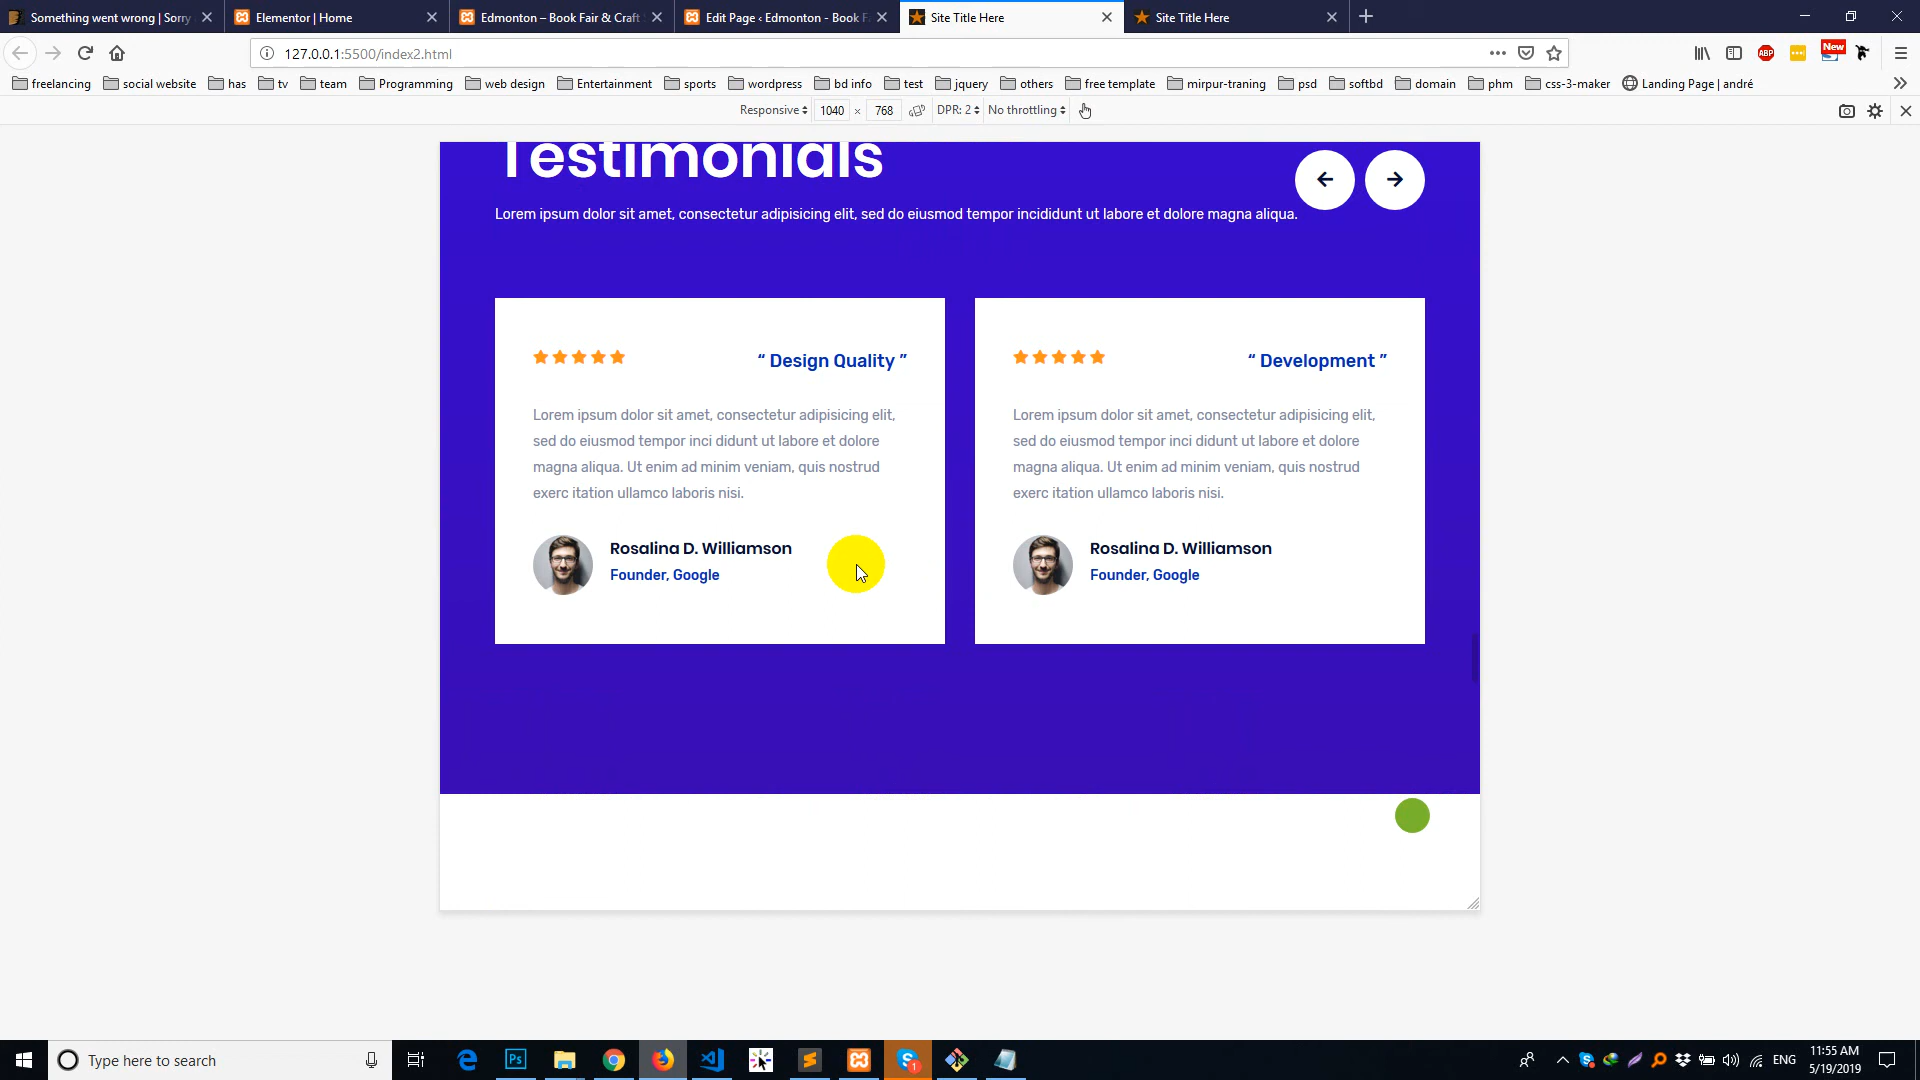 Something went wrong | Sorry
Elementor | Home
Edmonton – Book Fair & Craft
Edit Page ‹ Edmonton - Book F
Site Title Here
Site Title Here
127.0.0.1:5500/index2.html
New
ABP
freelancing
social website
has
tv
team
Programming
web design
Entertainment
sports
wordpress
bd info
test
jquery
others
free template
mirpur-traning
psd
softbd
domain
phm
css-3-maker
Landing Page | andré
Responsive
1040 × 768
DPR: 2
No throttling
Testimonials
Lorem ipsum dolor sit amet, consectetur adipisicing elit, sed do eiusmod tempor incididunt ut labore et dolore magna aliqua.
“ Design Quality ”
Lorem ipsum dolor sit amet, consectetur adipisicing elit,
sed do eiusmod tempor inci didunt ut labore et dolore
magna aliqua. Ut enim ad minim veniam, quis nostrud
exerc itation ullamco laboris nisi.
Rosalina D. Williamson
Founder, Google
“ Development ”
Lorem ipsum dolor sit amet, consectetur adipisicing elit,
sed do eiusmod tempor inci didunt ut labore et dolore
magna aliqua. Ut enim ad minim veniam, quis nostrud
exerc itation ullamco laboris nisi.
Rosalina D. Williamson
Founder, Google
Type here to search
Ps
1
ENG
11:55 AM
5/19/2019